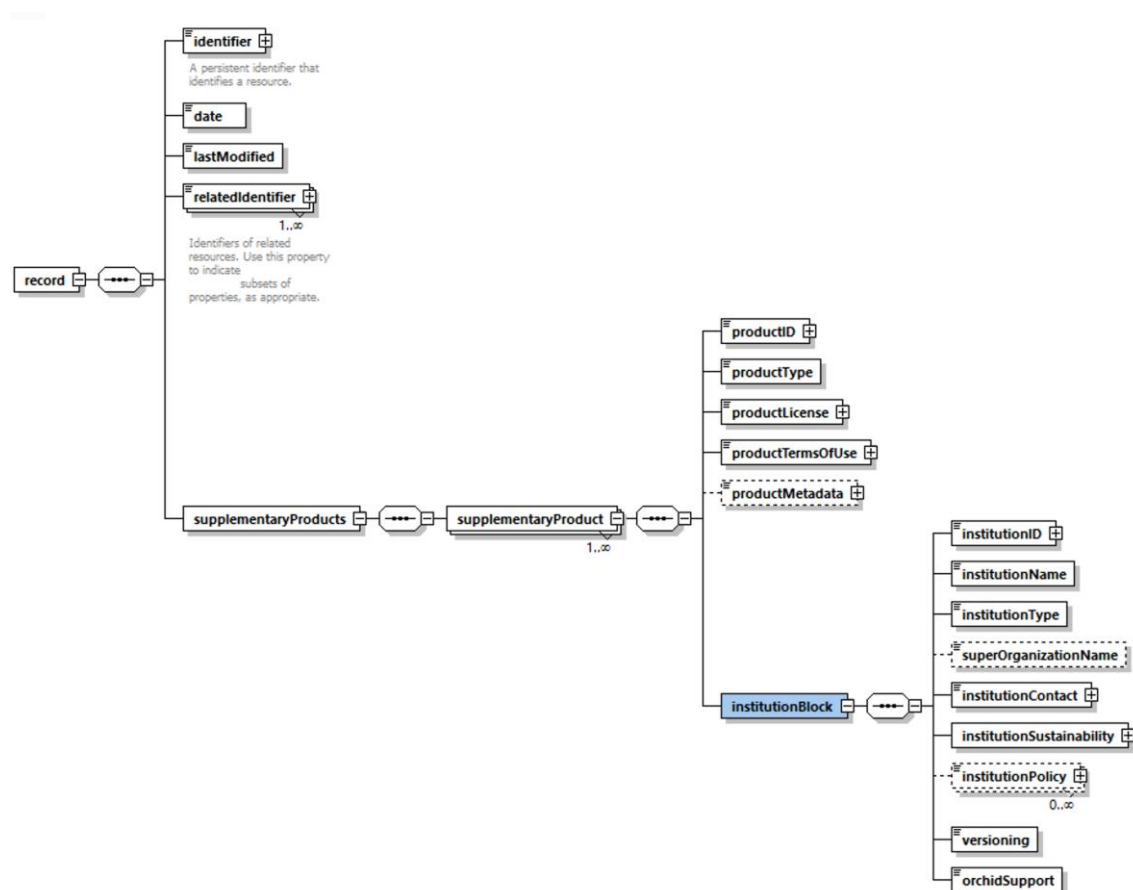 identifier
A persistent identifier that
identifies a resource.
date
lastModified
relatedIdentifier
1..∞
Identifiers of related
resources. Use this property
to indicate
subsets of
properties, as appropriate.
record
productID
productType
productLicense
productTermsOfUse
productMetadata
supplementaryProducts
supplementaryProduct
1..∞
institutionID
institutionName
institutionType
superOrganizationName
institutionBlock
institutionContact
institutionSustainability
institutionPolicy
0..∞
versioning
orchidSupport